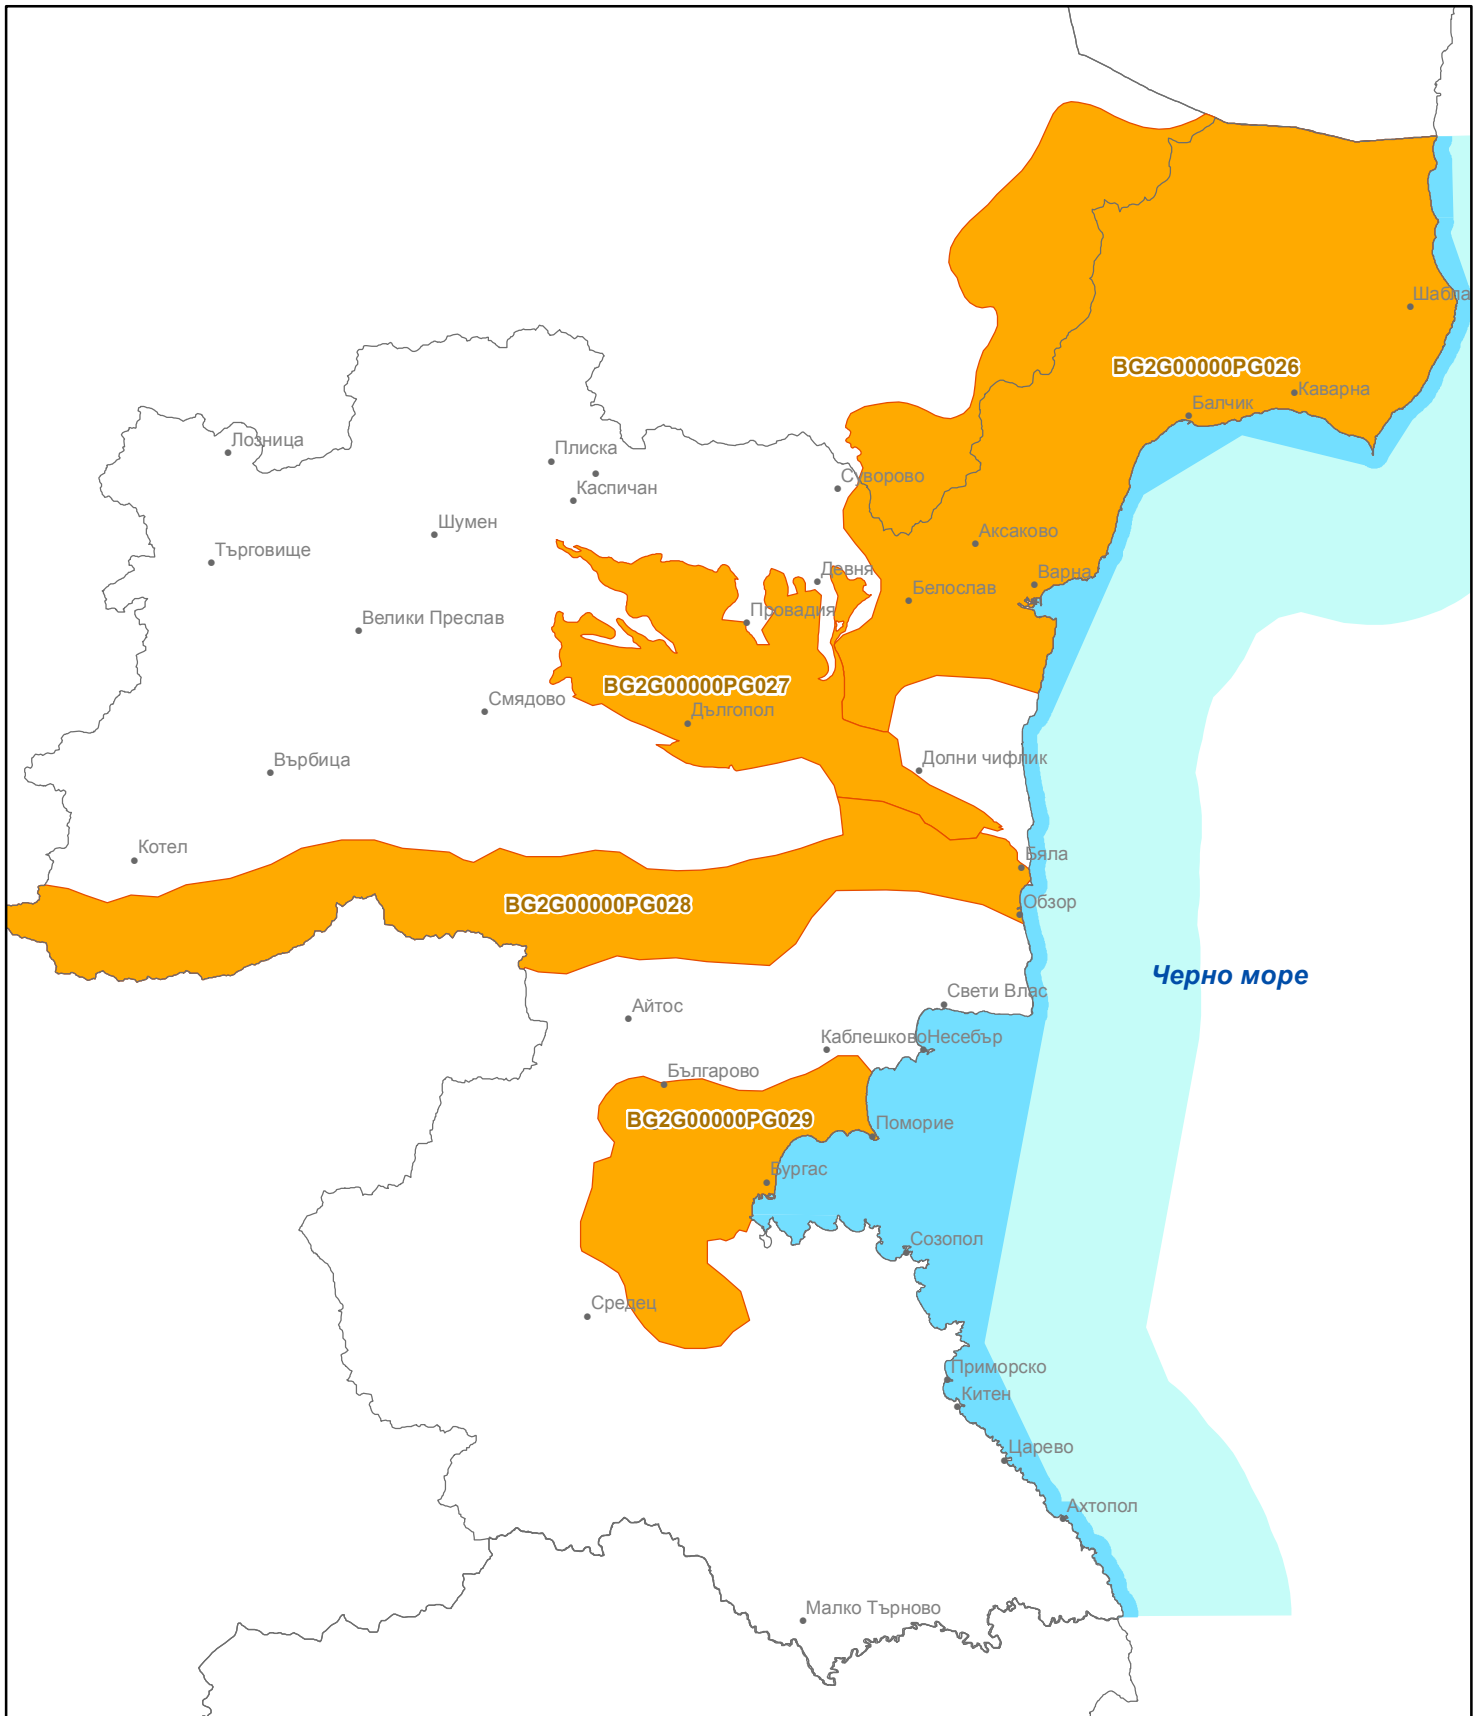 Шабла
BG2G00000PG026
Каварна
Балчик
Лозница
Плиска
Каспичан
Суворово
Шумен
Аксаково
Търговище
Девня
Варна
Белослав
Провадия
Велики Преслав
BG2G00000PG027
Смядово
Дългопол
Върбица
Долни чифлик
Котел
Бяла
BG2G00000PG028
Обзор
Черно море
Свети Влас
Айтос
Каблешково
Несебър
Българово
BG2G00000PG029
Поморие
Бургас
Созопол
Средец
Приморско
Китен
Царево
Ахтопол
Малко Търново